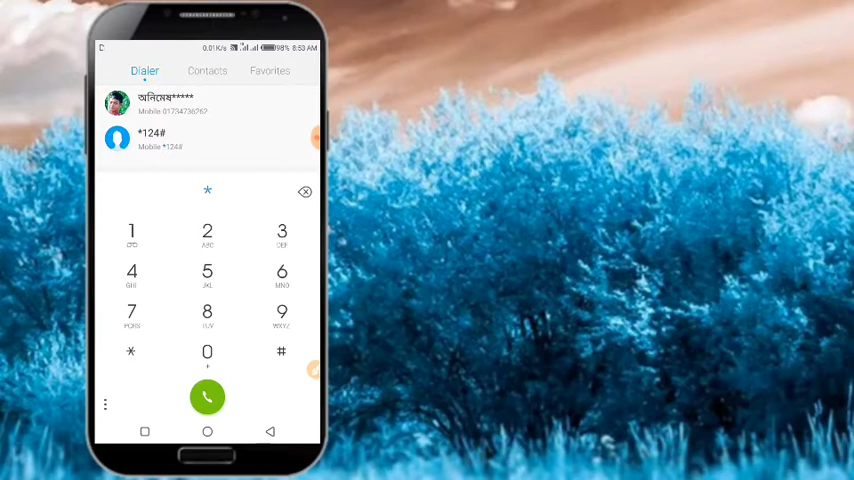 0.01K/s 98% 8:53 AM
Dialer Contacts Favorites
অনিমেষ*****
Mobile 01734736262
*124#
Mobile *124#
*
1 2 3
ABC DEF
4 5 6
GHI JKL MNO
7 8 9
PQRS TUV WXYZ
* 0 #
+